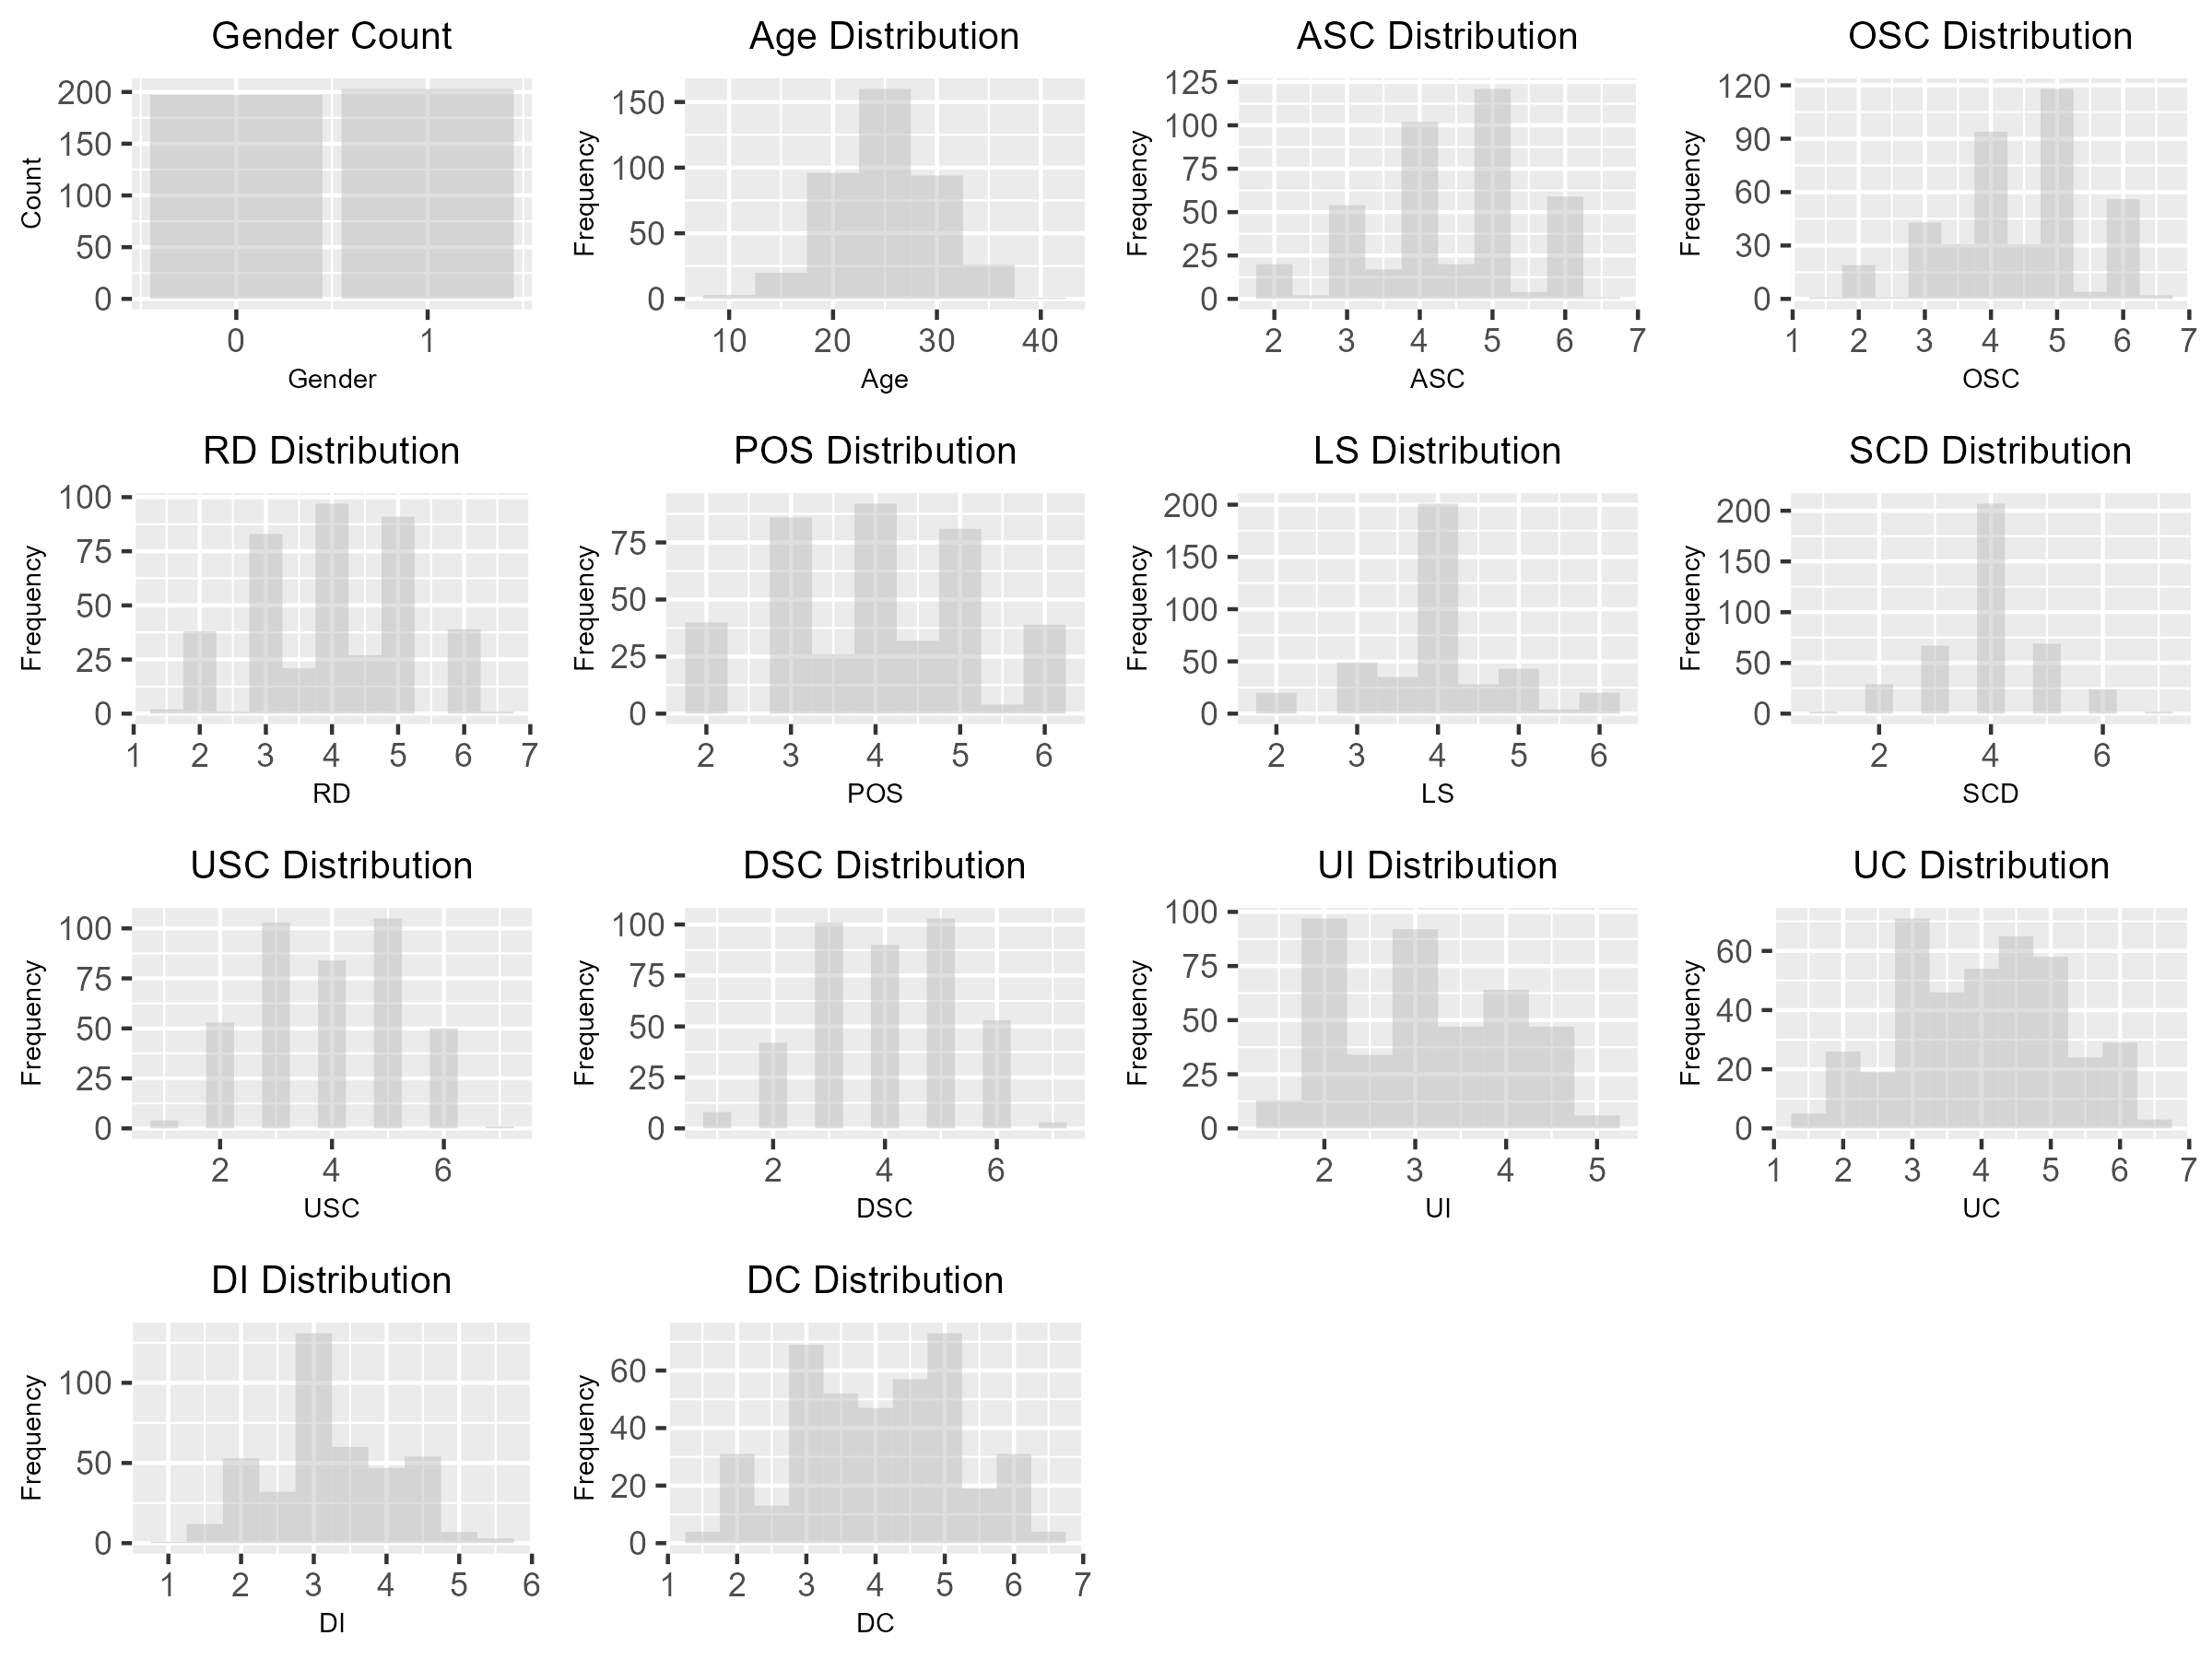 Gender Count
Age Distribution
ASC Distribution
OSC Distribution
200
150
100
50
0
Count
0 1
Gender
150
100
50
0
Frequency
10 20 30 40
Age
125
100
75
50
25
0
Frequency
2 3 4 5 6 7
ASC
120
90
60
30
0
Frequency
1 2 3 4 5 6 7
OSC
RD Distribution
POS Distribution
LS Distribution
SCD Distribution
100
75
50
25
0
Frequency
1 2 3 4 5 6 7
RD
75
50
25
0
Frequency
2 3 4 5 6
POS
200
150
100
50
0
Frequency
2 3 4 5 6
LS
200
150
100
50
0
Frequency
2 4 6
SCD
USC Distribution
DSC Distribution
UI Distribution
UC Distribution
100
75
50
25
0
Frequency
2 4 6
USC
100
75
50
25
0
Frequency
2 4 6
DSC
100
75
50
25
0
Frequency
2 3 4 5
UI
60
40
20
0
Frequency
1 2 3 4 5 6 7
UC
DI Distribution
DC Distribution
100
50
0
Frequency
1 2 3 4 5 6
DI
60
40
20
0
Frequency
1 2 3 4 5 6 7
DC